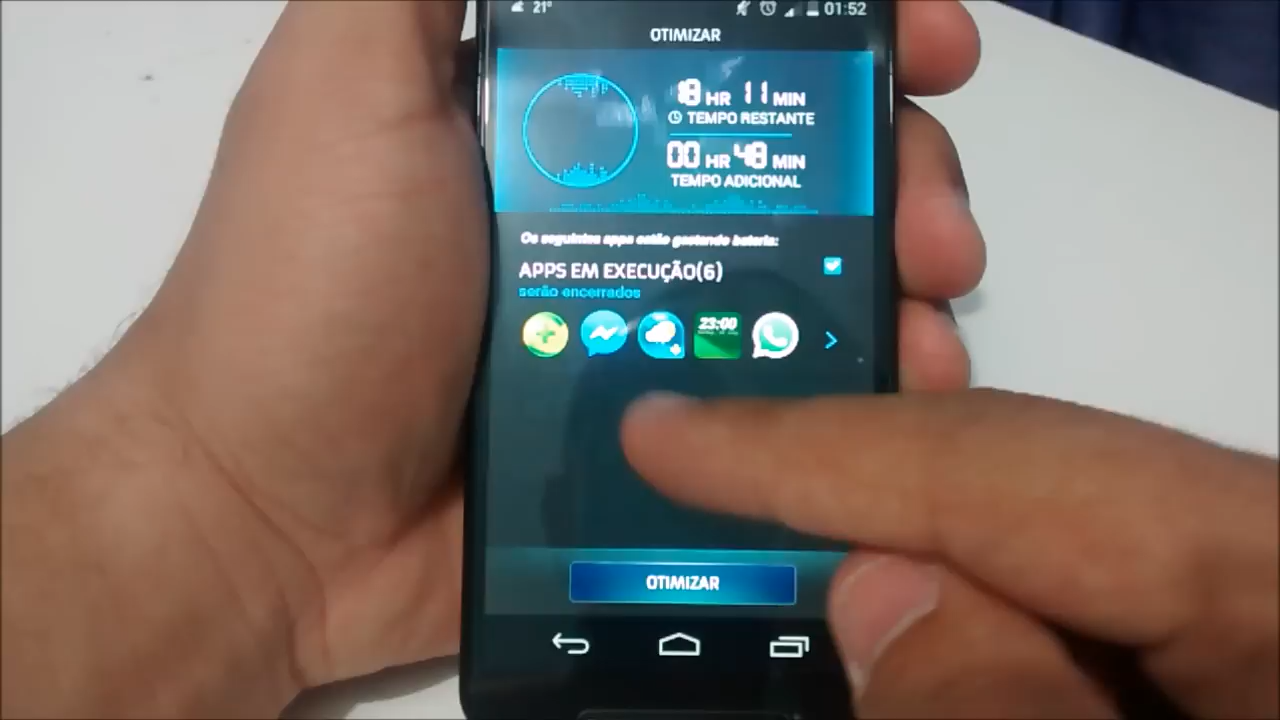 21° 01:52
OTIMIZAR
18 HR 11 MIN
TEMPO RESTANTE
00 HR 48 MIN
TEMPO ADICIONAL
Os seguintes apps estão gastando bateria:
APPS EM EXECUÇÃO(6)
serão encerrados
23:00
OTIMIZAR